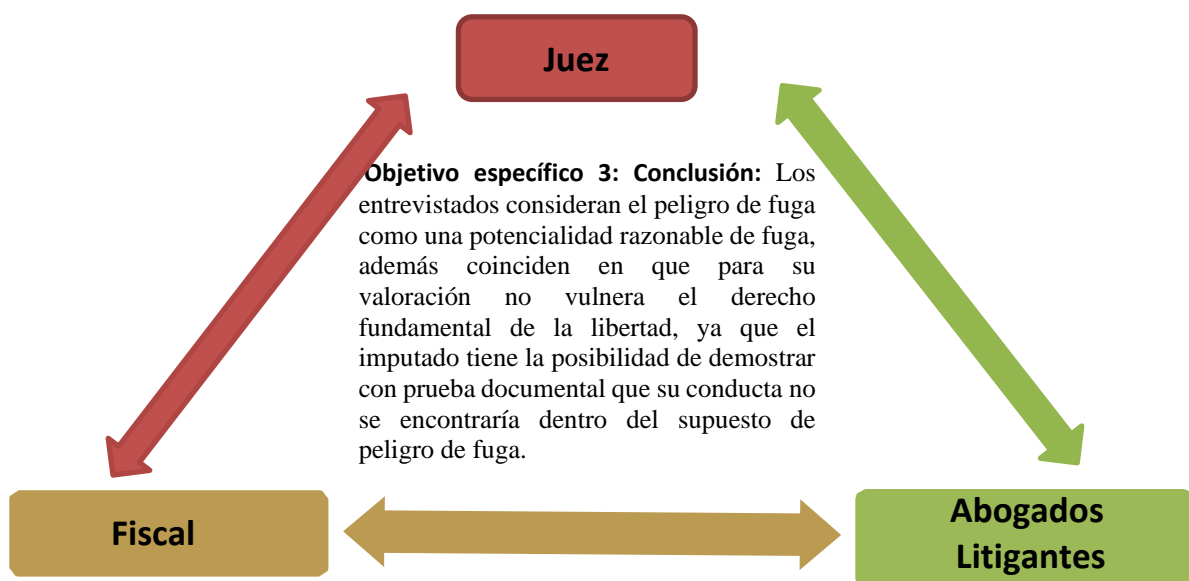 Juez
Objetivo específico 3: Conclusión: Los
entrevistados consideran el peligro de fuga
como una potencialidad razonable de fuga,
además coinciden en que para su
valoración no vulnera el derecho
fundamental de la libertad, ya que el
imputado tiene la posibilidad de demostrar
con prueba documental que su conducta no
se encontraría dentro del supuesto de
peligro de fuga.
Fiscal
Abogados
Litigantes